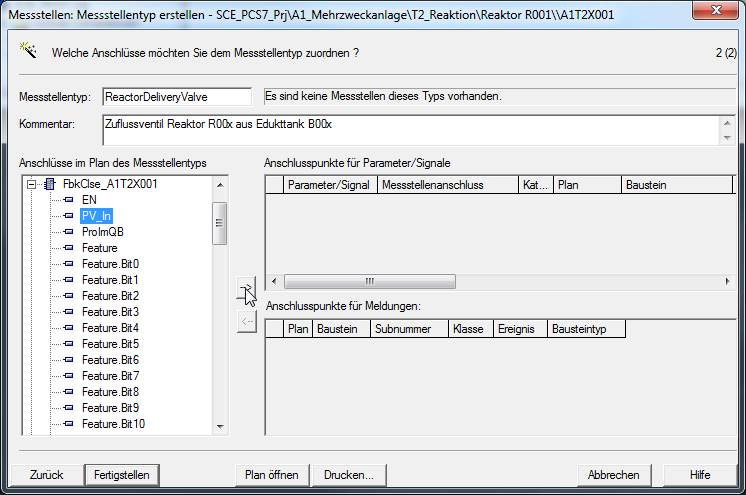 Messstellen: Messstellentyp erstellen - SCE_PCS7_Prj\A1_Mehrzweckanlage\T2_Reaktion\Reaktor R001\\A1T2X001
Welche Anschlüsse möchten Sie dem Messstellentyp zuordnen ?
2 (2)
Messstellentyp: ReactorDeliveryValve Es sind keine Messstellen dieses Typs vorhanden.
Kommentar: Zuflussventil Reaktor R00x aus Edukttank B00x
Anschlüsse im Plan des Messstellentyps
FbkClse_A1T2X001
EN
PV_In
ProImQB
Feature
Feature.Bit0
Feature.Bit1
Feature.Bit2
Feature.Bit3
Feature.Bit4
Feature.Bit5
Feature.Bit6
Feature.Bit7
Feature.Bit8
Feature.Bit9
Feature.Bit10
-->
<--
Anschlusspunkte für Parameter/Signale
Parameter/Signal Messstellenanschluss Kat... Plan Baustein
Anschlusspunkte für Meldungen:
Plan Baustein Subnummer Klasse Ereignis Bausteintyp
Zurück Fertigstellen Plan öffnen Drucken... Abbrechen Hilfe